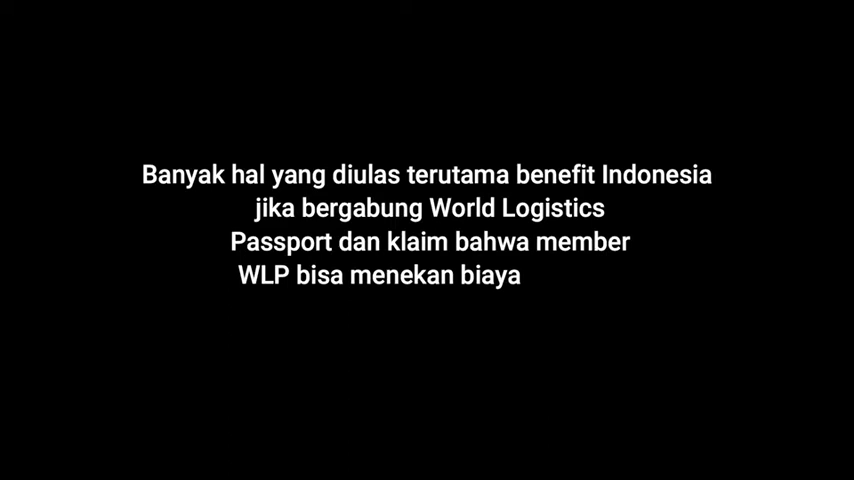 Banyak hal yang diulas terutama benefit Indonesia
jika bergabung World Logistics
Passport dan klaim bahwa member
WLP bisa menekan biaya